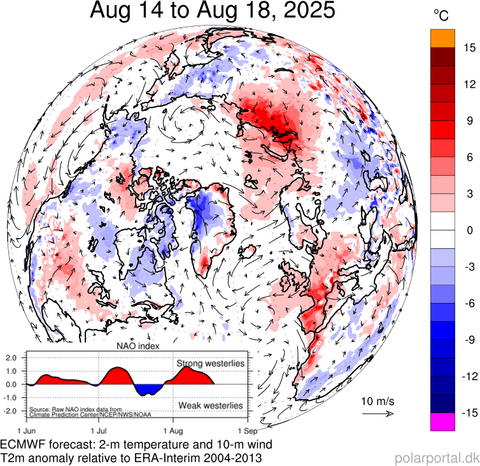 Aug 14 to Aug 18, 2025
°C
15
12
9
6
3
0
-3
-6
-9
-12
-15
NAO index
2.0
1.0
0.0
-1.0
-2.0
Strong westerlies
Weak westerlies
Source: Raw NAO index data from
Climate Prediction Center/NCEP/NWS/NOAA
1 Jun
1 Jul
1 Aug
1 Sep
10 m/s
ECMWF forecast: 2-m temperature and 10-m wind
T2m anomaly relative to ERA-Interim 2004-2013
polarportal.dk